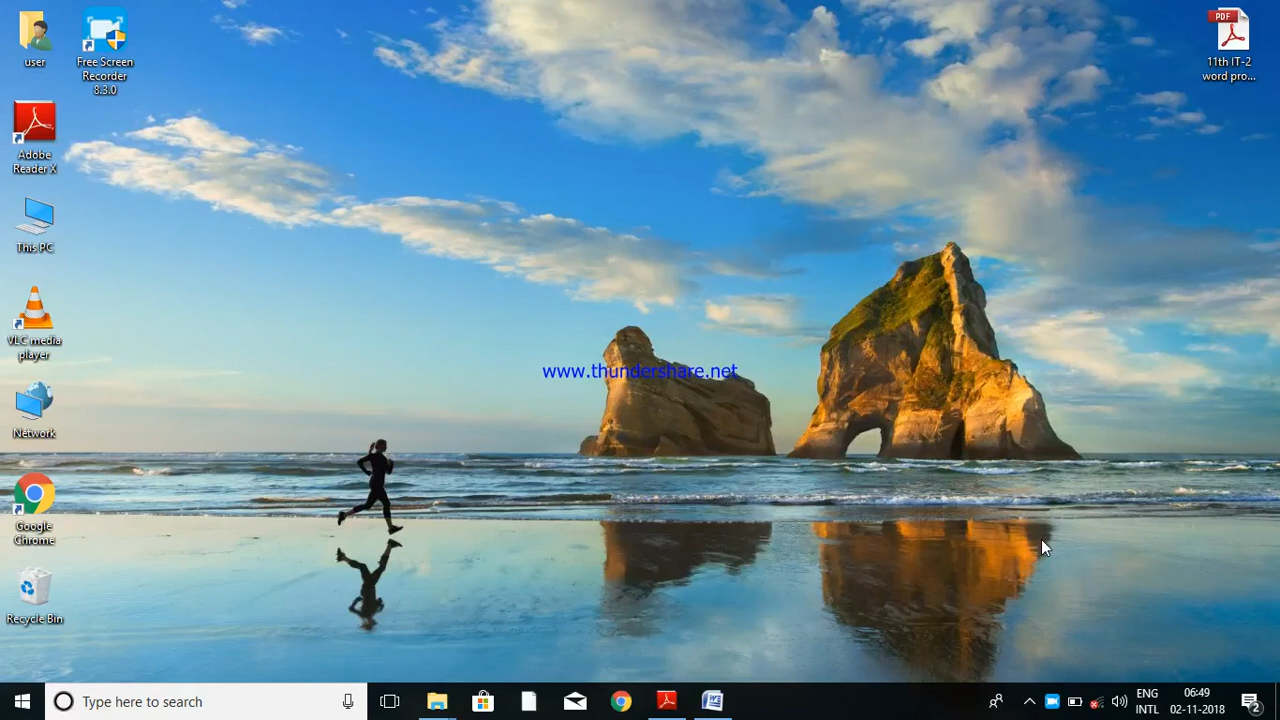 user
Free Screen
Recorder
8.3.0
PDF
11th IT-2
word pro...
Adobe
Reader X
This PC
VLC media
player
www.thundershare.net
Network
Google
Chrome
Recycle Bin
Type here to search
W
ENG
INTL
06:49
02-11-2018
2